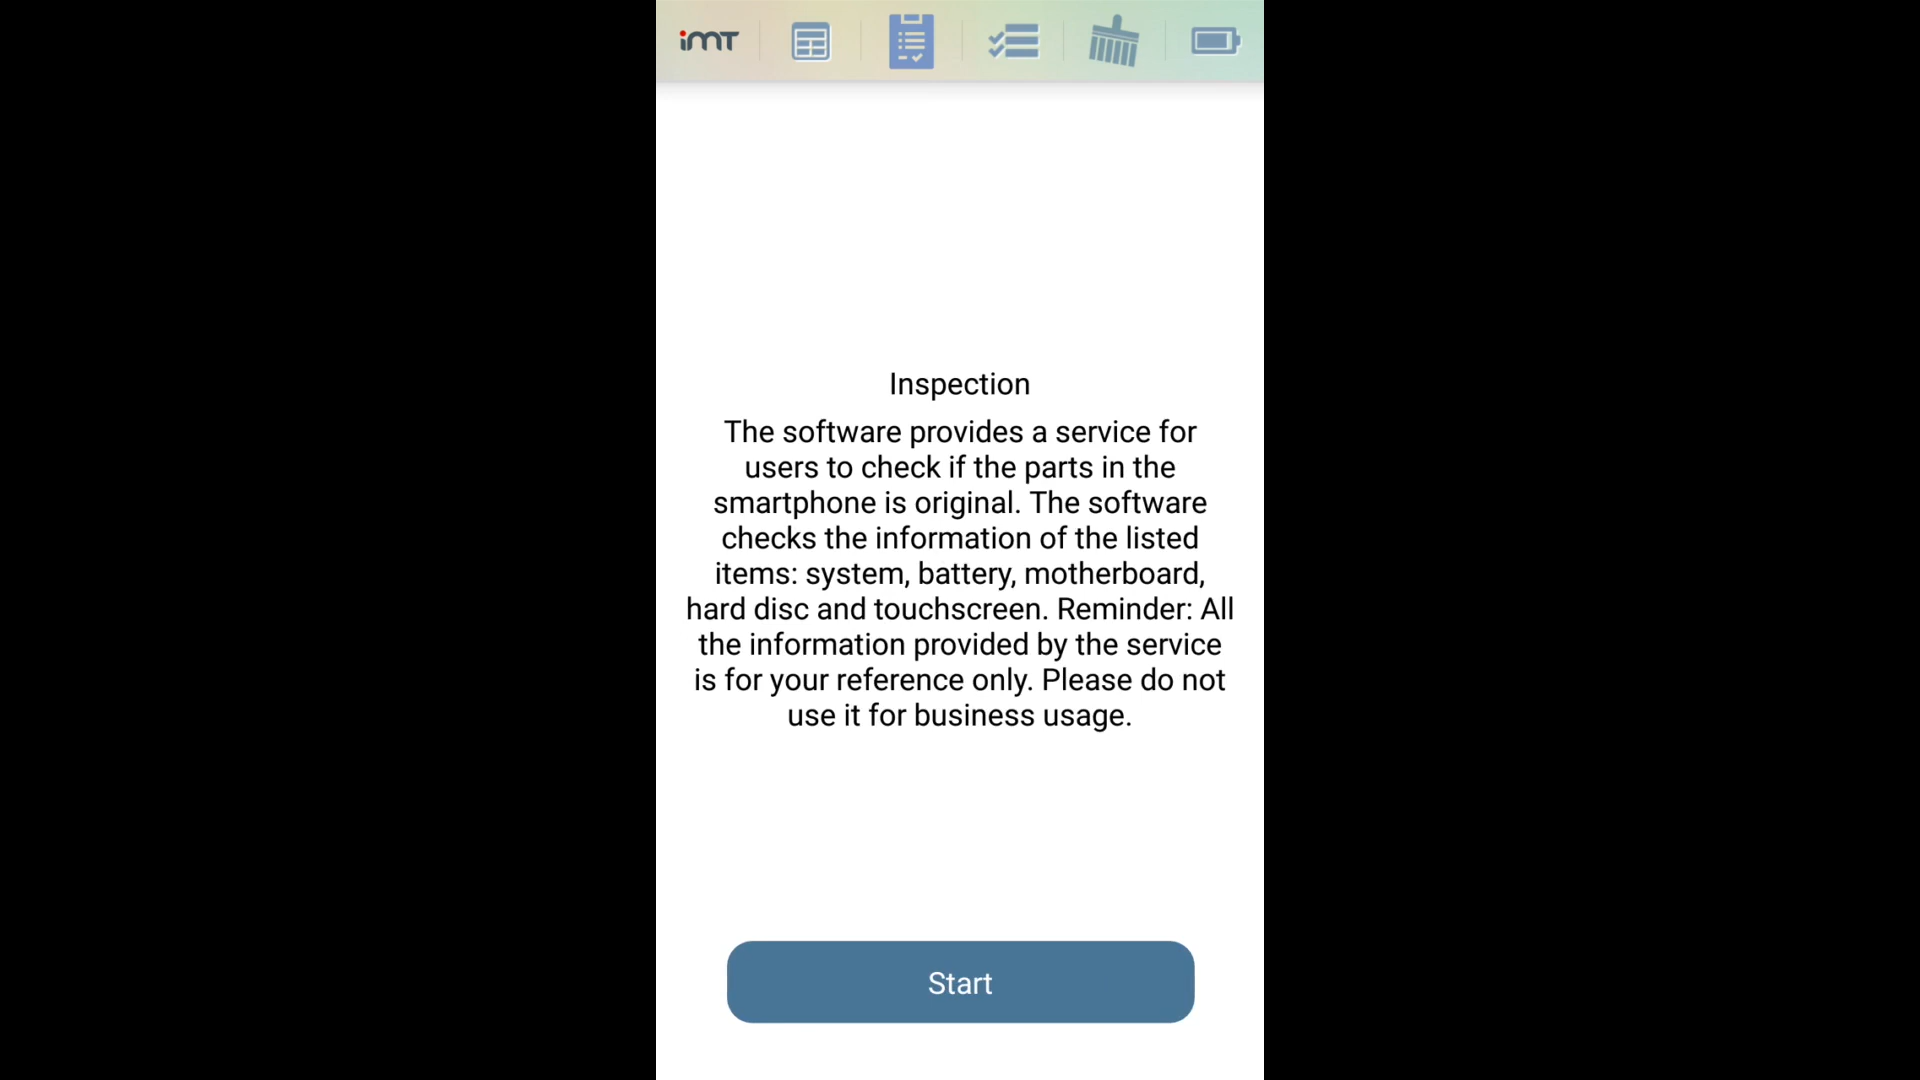 iMT
Inspection
The software provides a service for
users to check if the parts in the
smartphone is original. The software
checks the information of the listed
items: system, battery, motherboard,
hard disc and touchscreen. Reminder: All
the information provided by the service
is for your reference only. Please do not
use it for business usage.
Start